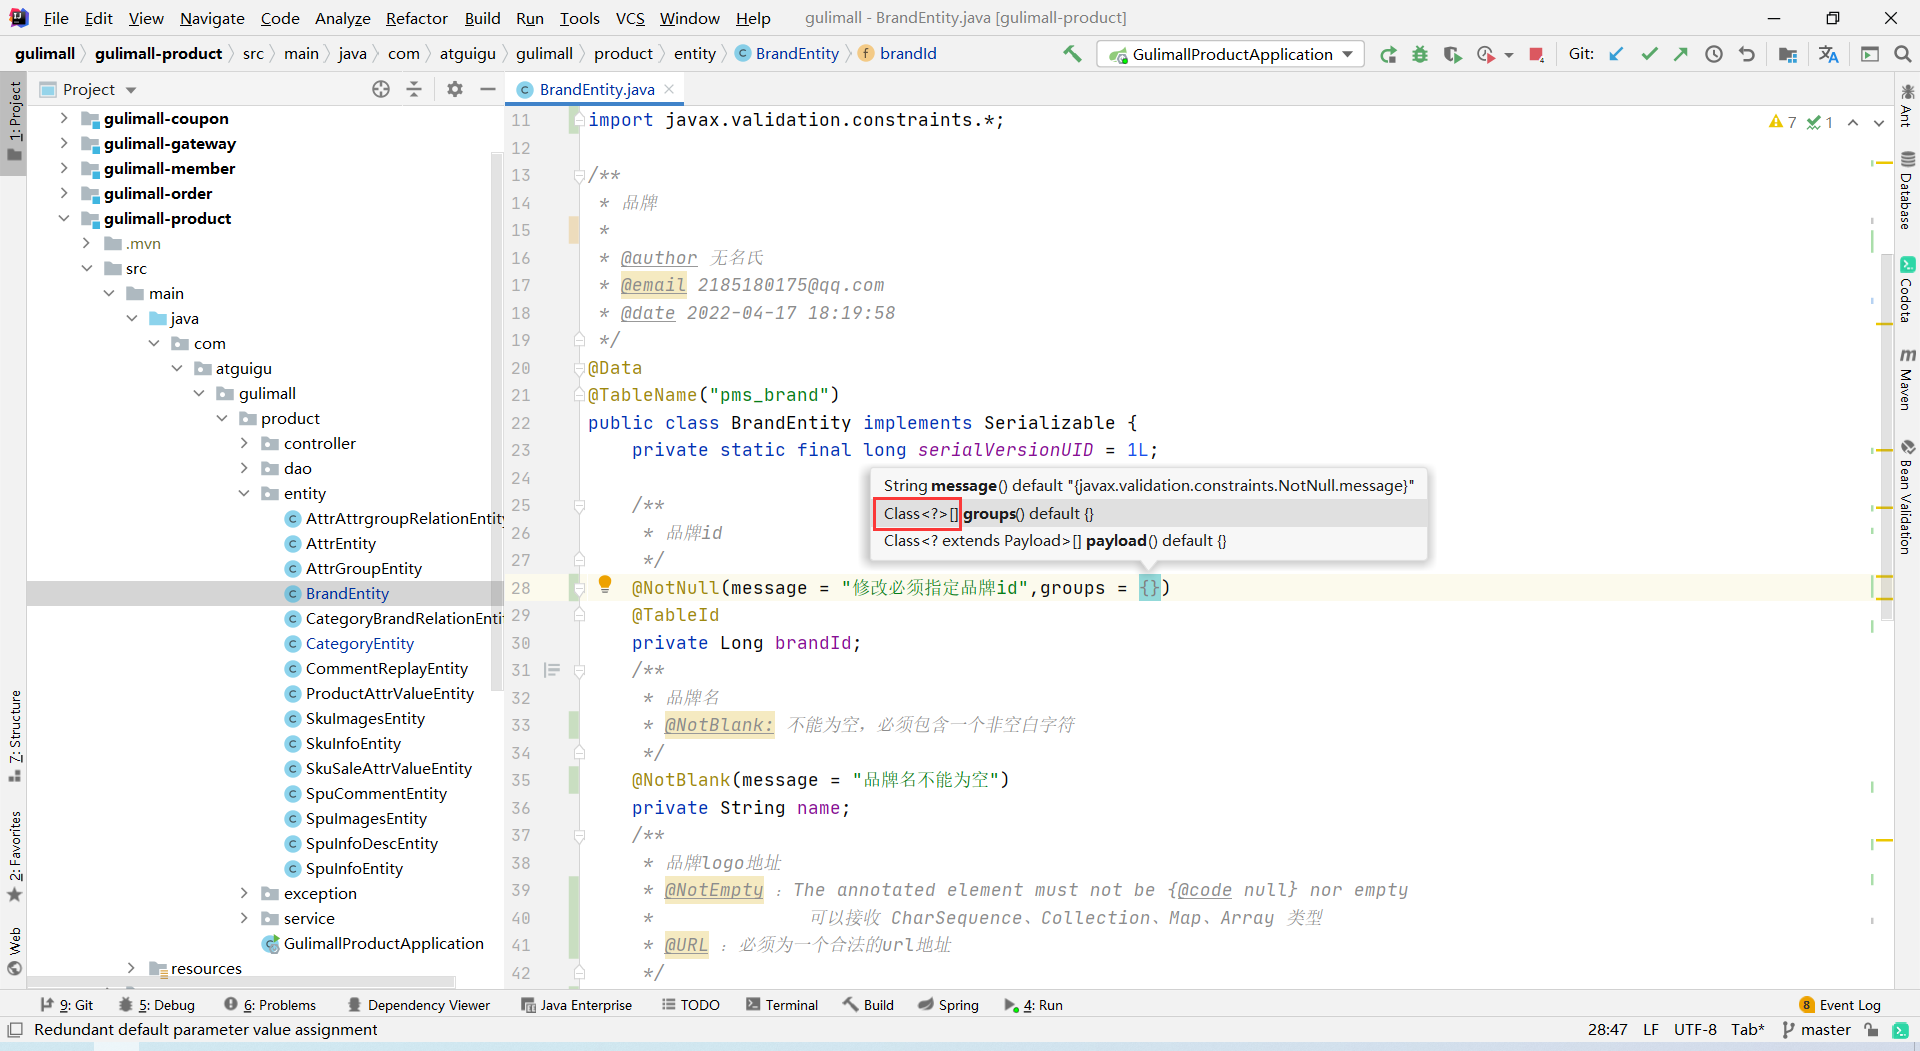 File Edit View Navigate Code Analyze Refactor Build Run Tools VCS Window Help gulimall - BrandEntity.java [gulimall-product]
gulimall gulimall-product src main java com atguigu gulimall product entity BrandEntity brandId GulimallProductApplication Git:
Project
BrandEntity.java
1: Project
7: Structure
2: Favorites
Web
gulimall-coupon
gulimall-gateway
gulimall-member
gulimall-order
gulimall-product
.mvn
src
main
java
com
atguigu
gulimall
product
controller
dao
entity
AttrAttrgroupRelationEntity
AttrEntity
AttrGroupEntity
BrandEntity
CategoryBrandRelationEnti
CategoryEntity
CommentReplayEntity
ProductAttrValueEntity
SkuImagesEntity
SkuInfoEntity
SkuSaleAttrValueEntity
SpuCommentEntity
SpuImagesEntity
SpuInfoDescEntity
SpuInfoEntity
exception
service
GulimallProductApplication
resources
7 1
11 import javax.validation.constraints.*;
12
13 /**
14 * 品牌
15 *
16 * @author 无名氏
17 * @email 2185180175@qq.com
18 * @date 2022-04-17 18:19:58
19 */
20 @Data
21 @TableName("pms_brand")
22 public class BrandEntity implements Serializable {
23 private static final long serialVersionUID = 1L;
24
25 /**
26 * 品牌id
27 */
28 @NotNull(message = "修改必须指定品牌id",groups = {})
29 @TableId
30 private Long brandId;
31 /**
32 * 品牌名
33 * @NotBlank: 不能为空，必须包含一个非空白字符
34 */
35 @NotBlank(message = "品牌名不能为空")
36 private String name;
37 /**
38 * 品牌logo地址
39 * @NotEmpty : The annotated element must not be {@code null} nor empty
40 * 可以接收 CharSequence、Collection、Map、Array 类型
41 * @URL : 必须为一个合法的url地址
42 */
String message() default "{javax.validation.constraints.NotNull.message}"
Class<?>[] groups() default {}
Class<? extends Payload>[] payload() default {}
Ant
Database
Codota
Maven
Bean Validation
9: Git 5: Debug 6: Problems Dependency Viewer Java Enterprise TODO Terminal Build Spring 4: Run 8 Event Log
Redundant default parameter value assignment 28:47 LF UTF-8 Tab* master